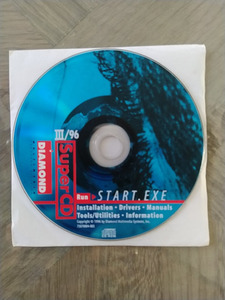 III/96
SuperCD
DIAMOND
Run START.EXE
Installation • Drivers • Manuals
Tools/Utilities • Information
Copyright © 1996 by Diamond Multimedia Systems, Inc.